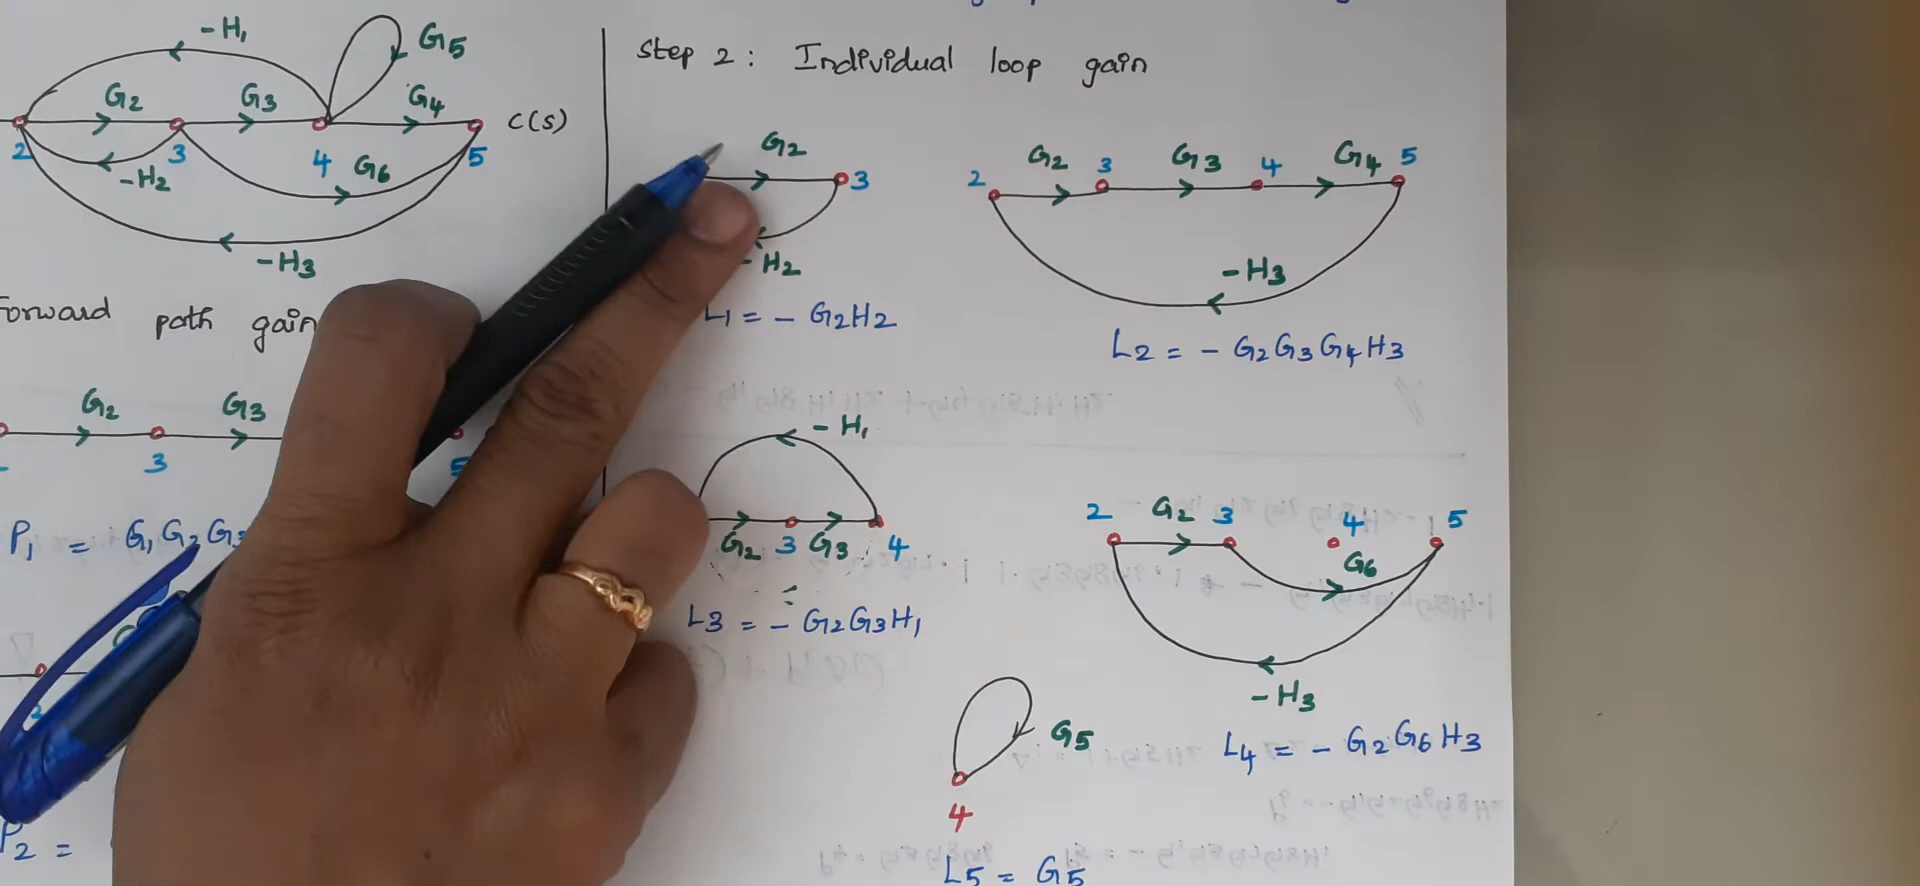 -H1
G5
G2
G3
G4
C(s)
2
3
4
5
-H2
G6
-H3
Forward path gain
G2
G3
3
5
P1 = G1 G2 G3
2
P2 =
Step 2 : Individual loop gain
G2
3
- H2
L1 = - G2H2
2
G2
3
G3
4
G4
5
- H3
L2 = - G2G3G4H3
- H1
G2
3
G3
4
L3 = - G2G3H1
2
G2
3
4
5
G6
- H3
L4 = - G2G6H3
G5
4
L5 = G5